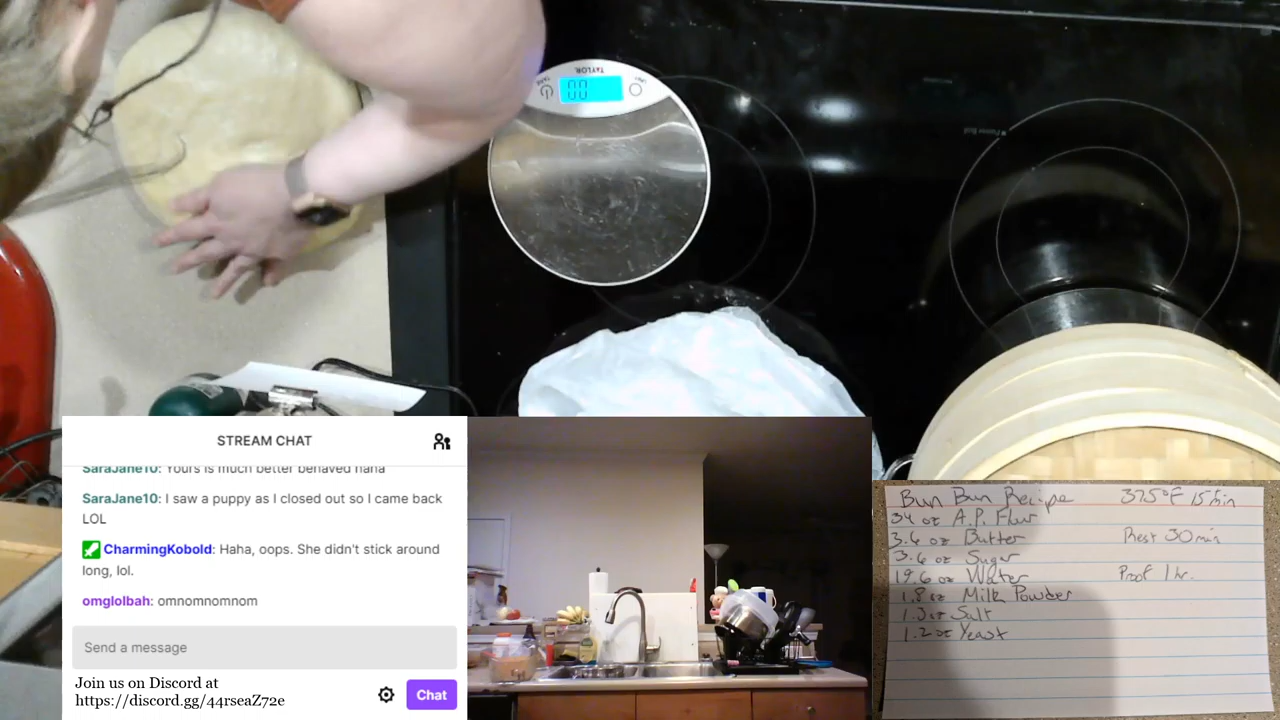 TAYLOR
0.0
STREAM CHAT
SaraJane10: Yours is much better behaved haha
SaraJane10: I saw a puppy as I closed out so I came back
LOL
CharmingKobold: Haha, oops. She didn't stick around
long, lol.
omglolbah: omnomnomnom
Send a message
Join us on Discord at
https://discord.gg/44rseaZ72e
Chat
Bun Bun Recipe 375°F 15 min
34 oz A.P. Flour
3.6 oz Butter Rest 30 min
3.6 oz Sugar
19.6 oz Water Proof 1 hr.
1.8 oz Milk Powder
oz Salt
1.2 oz Yeast